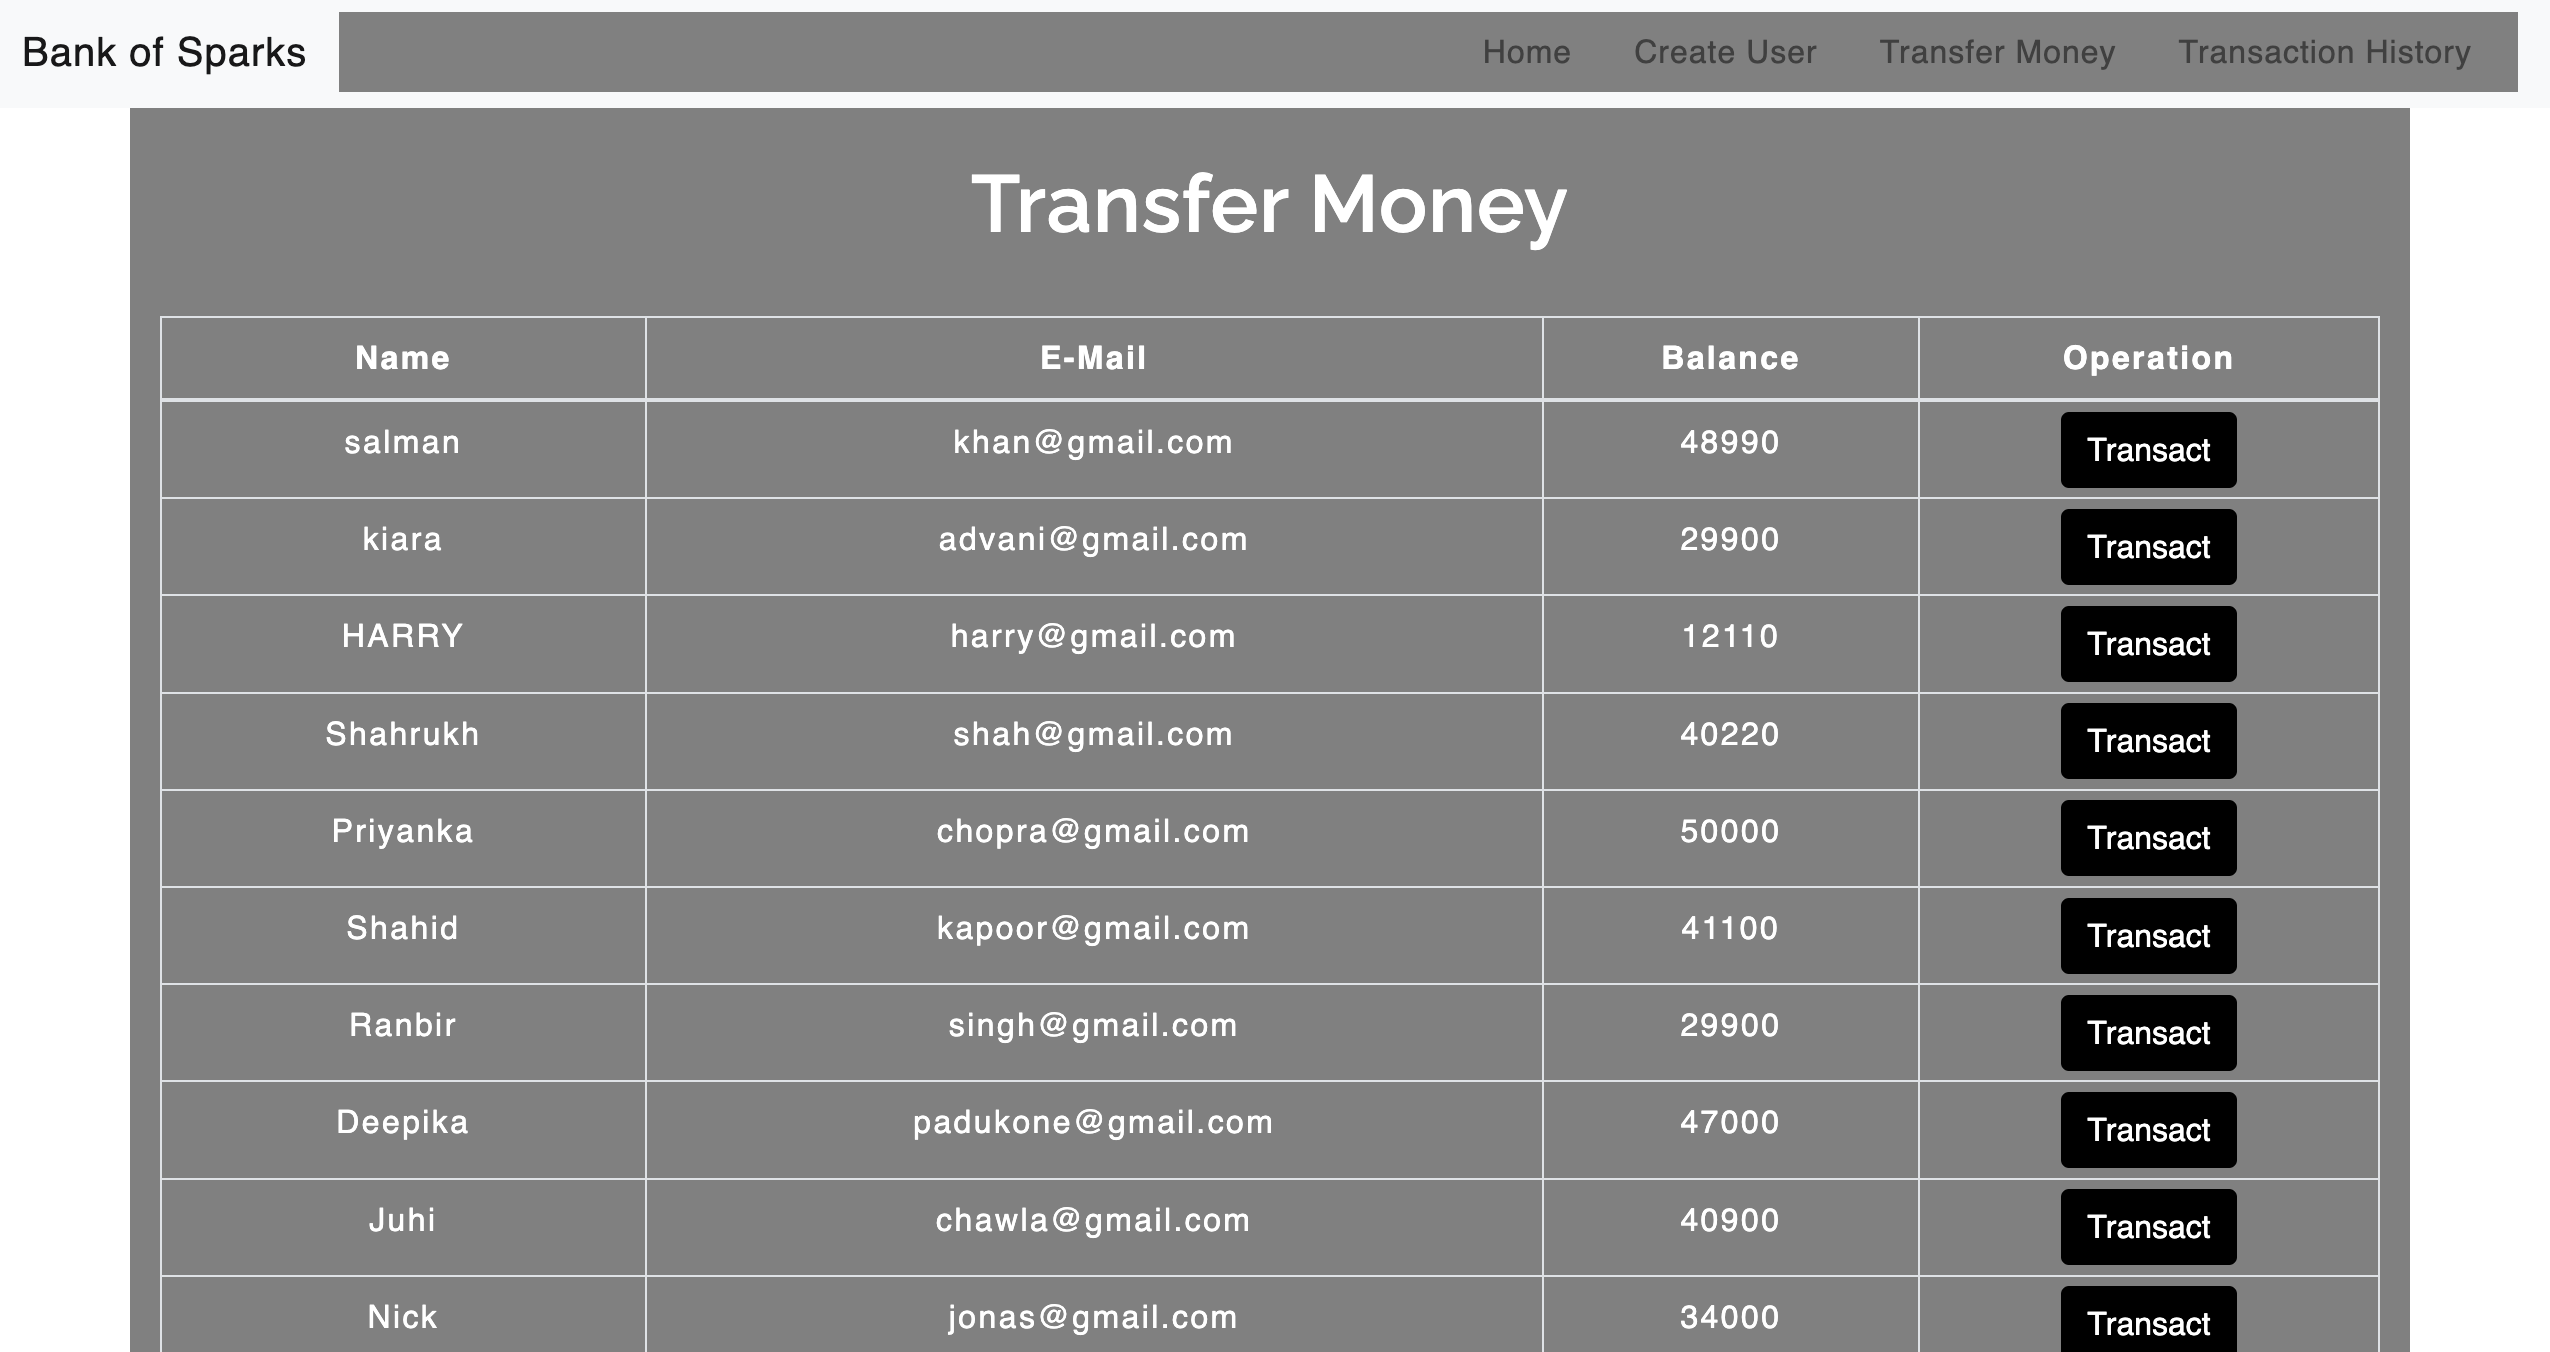 Bank of Sparks Home Create User Transfer Money Transaction History
Transfer Money
Name E-Mail Balance Operation
salman khan@gmail.com 48990 Transact
kiara advani@gmail.com 29900 Transact
HARRY harry@gmail.com 12110 Transact
Shahrukh shah@gmail.com 40220 Transact
Priyanka chopra@gmail.com 50000 Transact
Shahid kapoor@gmail.com 41100 Transact
Ranbir singh@gmail.com 29900 Transact
Deepika padukone@gmail.com 47000 Transact
Juhi chawla@gmail.com 40900 Transact
Nick jonas@gmail.com 34000 Transact